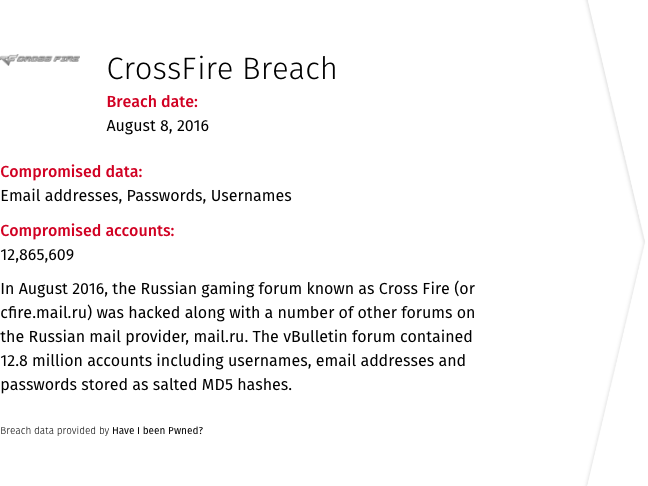 CROSS FIRE
CrossFire Breach
Breach date:
August 8, 2016
Compromised data:
Email addresses, Passwords, Usernames
Compromised accounts:
12,865,609
In August 2016, the Russian gaming forum known as Cross Fire (or
cfire.mail.ru) was hacked along with a number of other forums on
the Russian mail provider, mail.ru. The vBulletin forum contained
12.8 million accounts including usernames, email addresses and
passwords stored as salted MD5 hashes.
Breach data provided by Have I been Pwned?